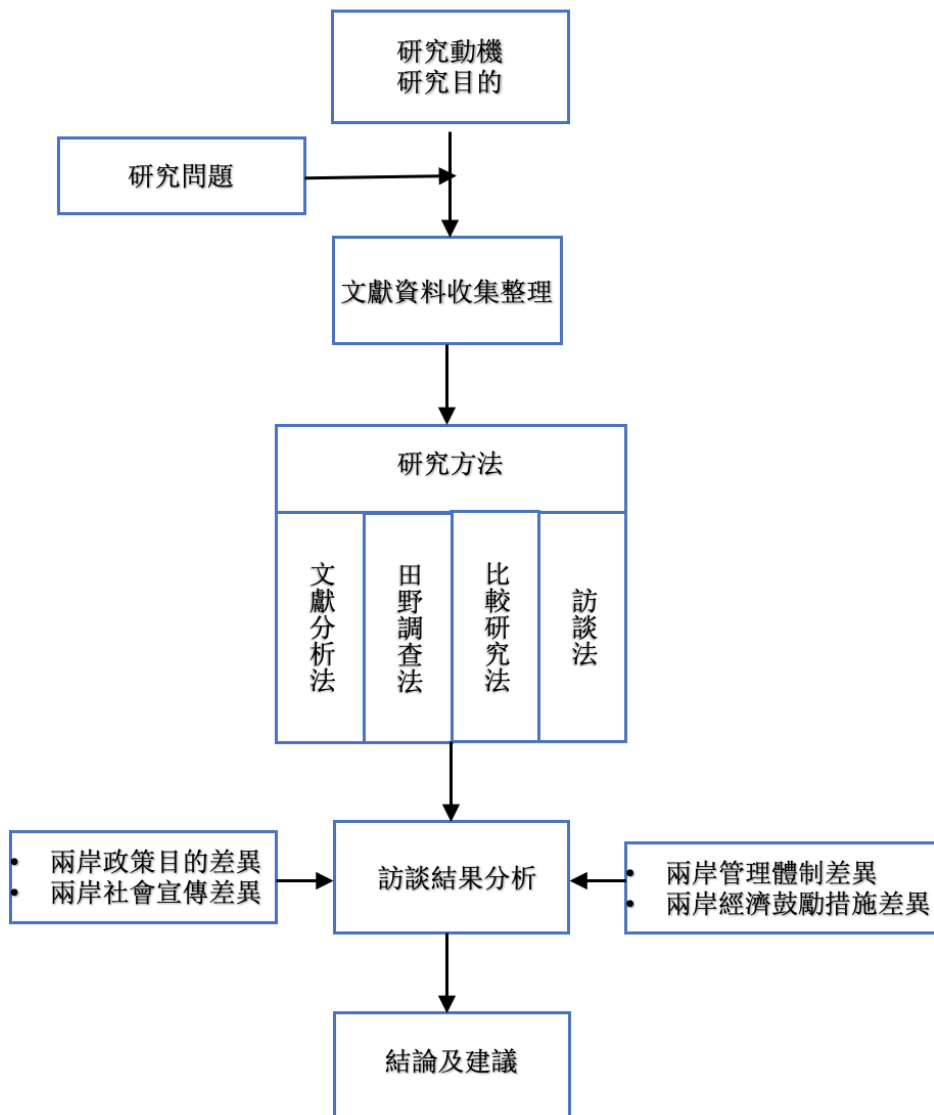 研究動機
研究目的
研究問題
文獻資料收集整理
研究方法
文獻分析法
田野調查法
比較研究法
訪談法
• 兩岸政策目的差異
• 兩岸社會宣傳差異
訪談結果分析
• 兩岸管理體制差異
• 兩岸經濟鼓勵措施差異
結論及建議